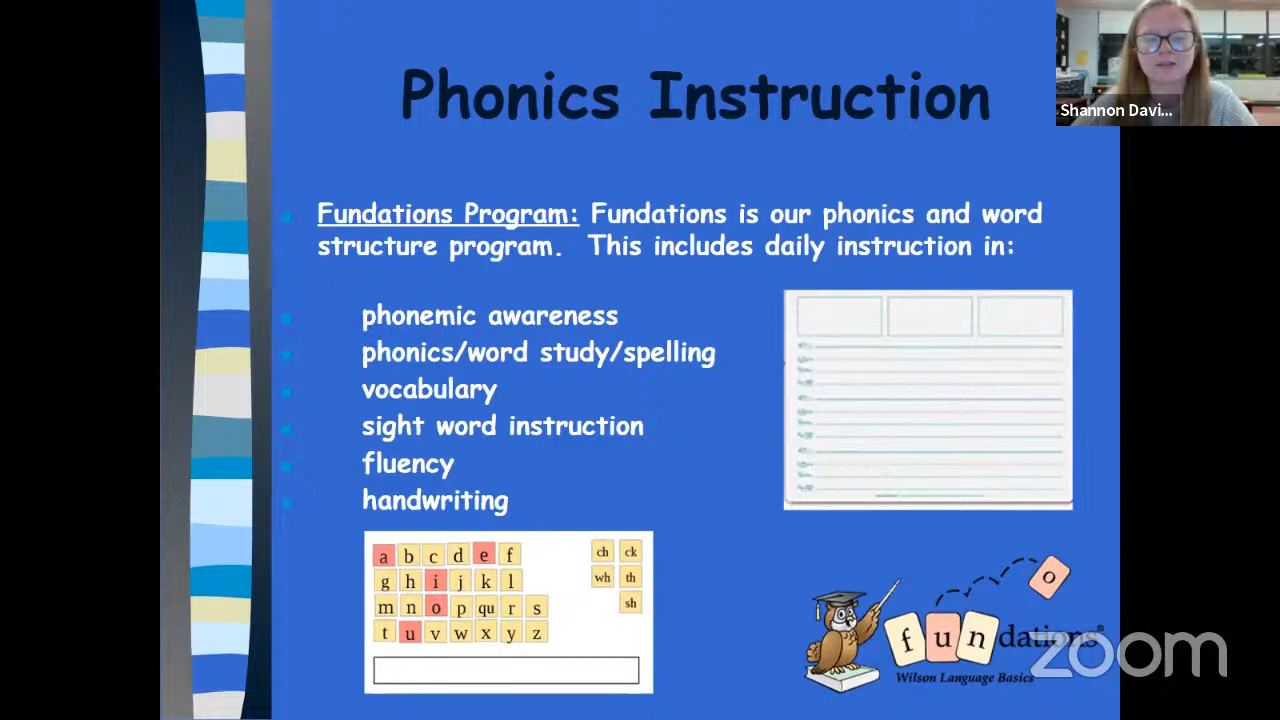 Phonics Instruction
Shannon Davi...
Fundations Program: Fundations is our phonics and word
structure program. This includes daily instruction in:
phonemic awareness
phonics/word study/spelling
vocabulary
sight word instruction
fluency
handwriting
a b c d e f
g h i j k l
m n o p qu r s
t u v w x y z
ch ck
wh th
sh
o
fundations®
Wilson Language Basics
zoom